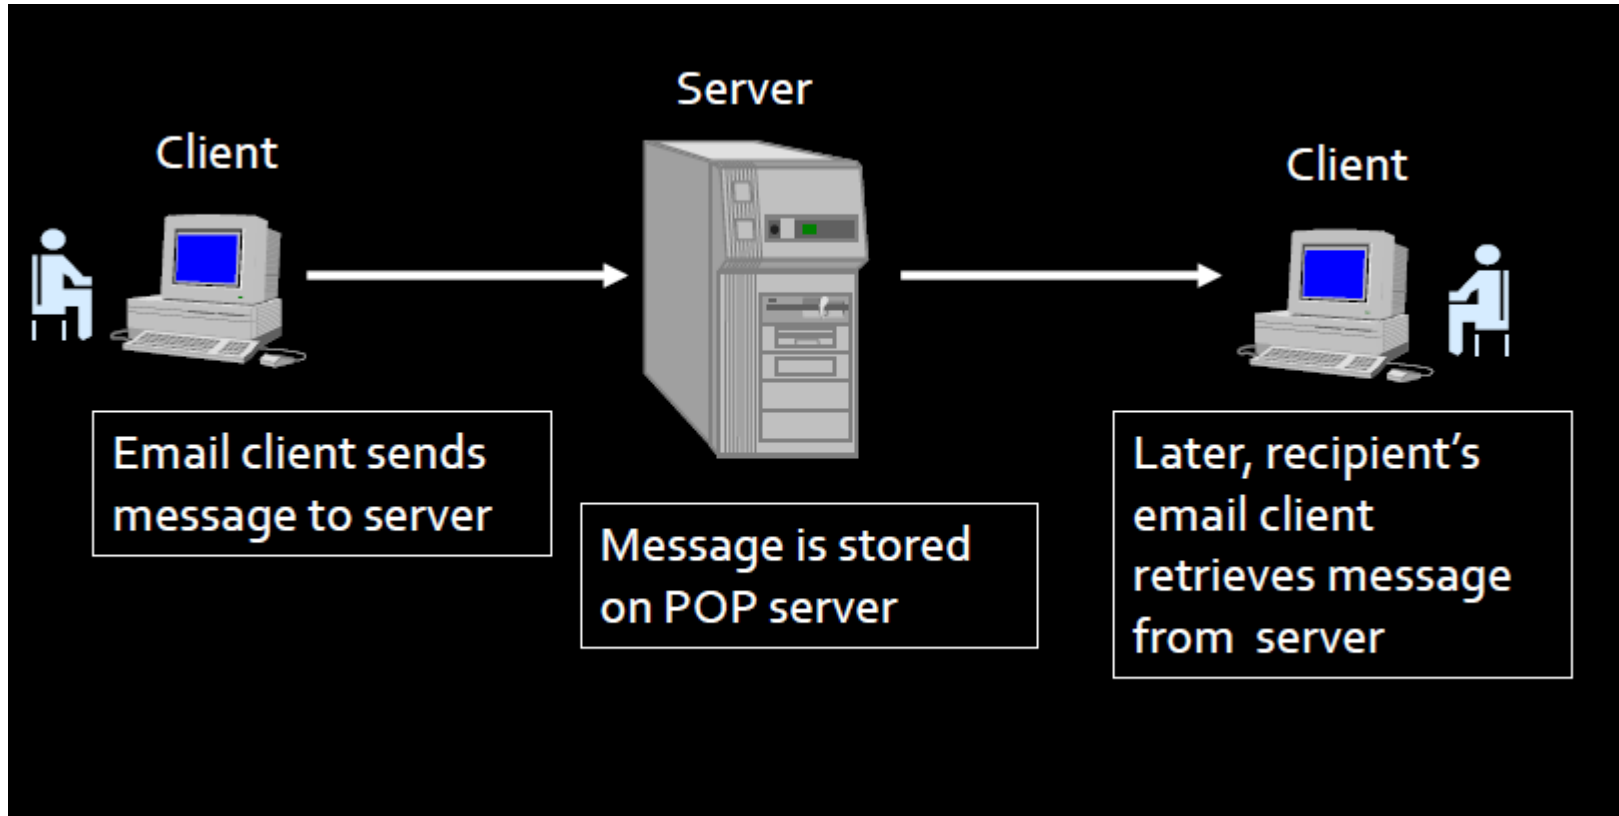 Server
Client
Client
Email client sends
message to server
Message is stored
on POP server
Later, recipient’s
email client
retrieves message
from  server